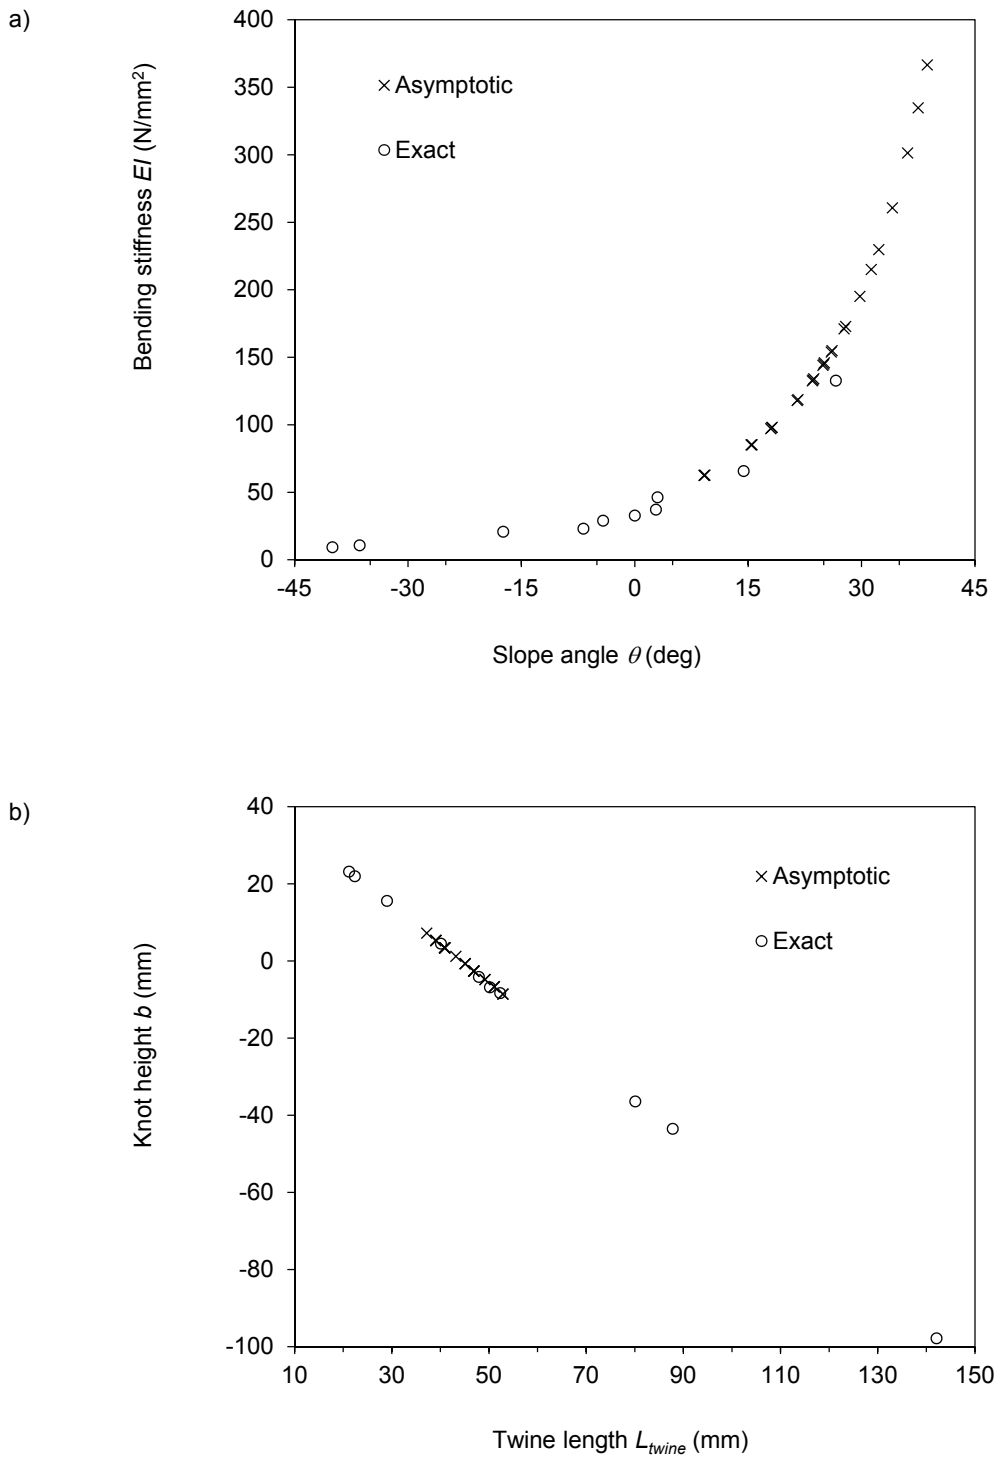 a)
Bending stiffness EI (N/mm²)
400
350
300
250
200
150
100
50
0
-45 -30 -15 0 15 30 45
Asymptotic
Exact
Slope angle θ (deg)
b)
Knot height b (mm)
40
20
0
-20
-40
-60
-80
-100
10 30 50 70 90 110 130 150
Asymptotic
Exact
Twine length Ltwine (mm)